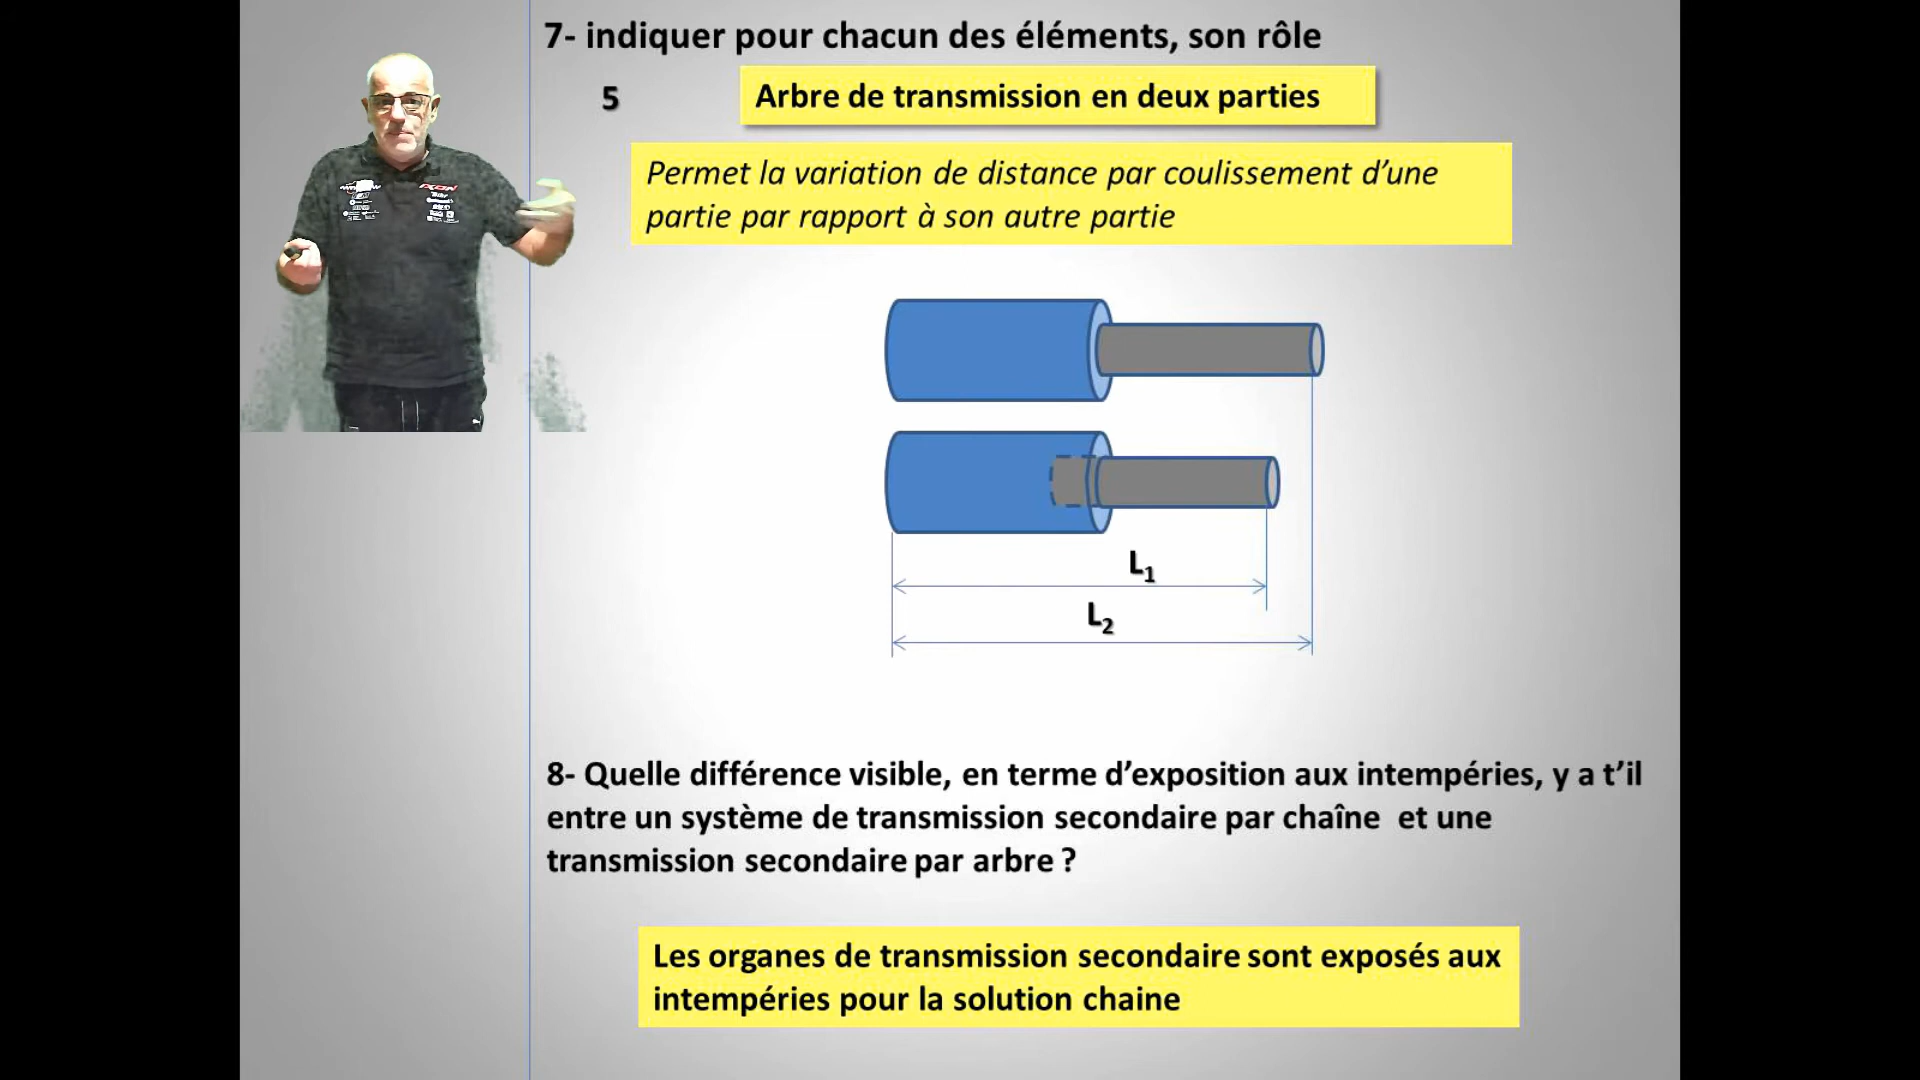 7- indiquer pour chacun des éléments, son rôle
5
Arbre de transmission en deux parties
Permet la variation de distance par coulissement d’une
partie par rapport à son autre partie
L1
L2
8- Quelle différence visible, en terme d’exposition aux intempéries, y a t’il
entre un système de transmission secondaire par chaîne et une
transmission secondaire par arbre ?
Les organes de transmission secondaire sont exposés aux
intempéries pour la solution chaine